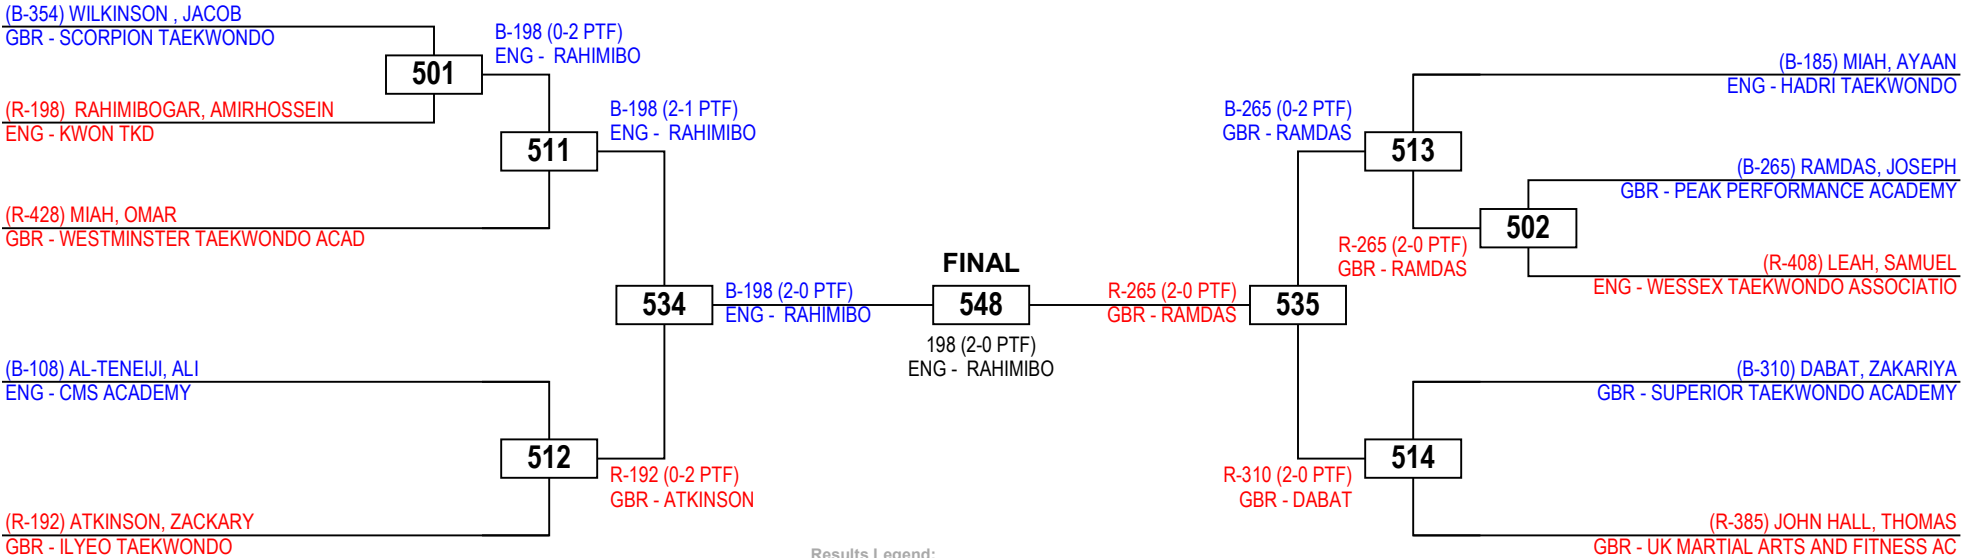 (B-354) WILKINSON , JACOB
GBR - SCORPION TAEKWONDO
501
(R-198)  RAHIMIBOGAR, AMIRHOSSEIN
ENG - KWON TKD
B-198 (0-2 PTF)
ENG -  RAHIMIBO
511
(R-428) MIAH, OMAR
GBR - WESTMINSTER TAEKWONDO ACAD
B-198 (2-1 PTF)
ENG -  RAHIMIBO
534
(B-108) AL-TENEIJI, ALI
ENG - CMS ACADEMY
512
(R-192) ATKINSON, ZACKARY
GBR - ILYEO TAEKWONDO
R-192 (0-2 PTF)
GBR - ATKINSON
B-198 (2-0 PTF)
ENG -  RAHIMIBO
FINAL
548
198 (2-0 PTF)
ENG -  RAHIMIBO
R-265 (2-0 PTF)
GBR - RAMDAS
535
B-265 (0-2 PTF)
GBR - RAMDAS
513
(B-185) MIAH, AYAAN
ENG - HADRI TAEKWONDO
R-265 (2-0 PTF)
GBR - RAMDAS
502
(B-265) RAMDAS, JOSEPH
GBR - PEAK PERFORMANCE ACADEMY
(R-408) LEAH, SAMUEL
ENG - WESSEX TAEKWONDO ASSOCIATIO
R-310 (2-0 PTF)
GBR - DABAT
514
(B-310) DABAT, ZAKARIYA
GBR - SUPERIOR TAEKWONDO ACADEMY
(R-385) JOHN HALL, THOMAS
GBR - UK MARTIAL ARTS AND FITNESS AC
Results Legend: